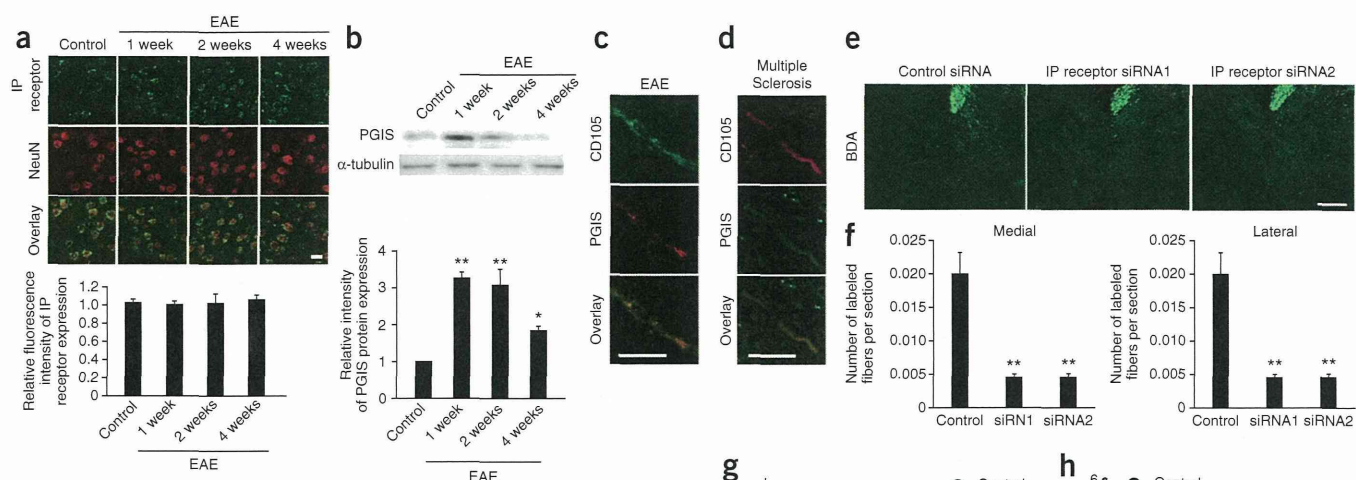 a
EAE
Control
1 week
2 weeks
4 weeks
IP
receptor
NeuN
Overlay
Relative fluorescence
intensity of IP
receptor expression
1.2
1.0
0.8
0.6
0.4
0.2
0
Control
1 week
2 weeks
4 weeks
EAE
b
EAE
Control
1 week
2 weeks
4 weeks
PGIS
α-tubulin
Relative intensity
of PGIS protein expression
4
3
2
1
0
**
**
*
Control
1 week
2 weeks
4 weeks
EAE
c
EAE
CD105
PGIS
Overlay
d
Multiple
Sclerosis
CD105
PGIS
Overlay
e
Control siRNA
IP receptor siRNA1
IP receptor siRNA2
BDA
f
Medial
Number of labeled
fibers per section
0.025
0.020
0.015
0.010
0.005
0
**
**
Control
siRN1
siRNA2
Lateral
Number of labeled
fibers per section
0.025
0.020
0.015
0.010
0.005
0
**
**
Control
siRNA1
siRNA2
g
Control
h
Control